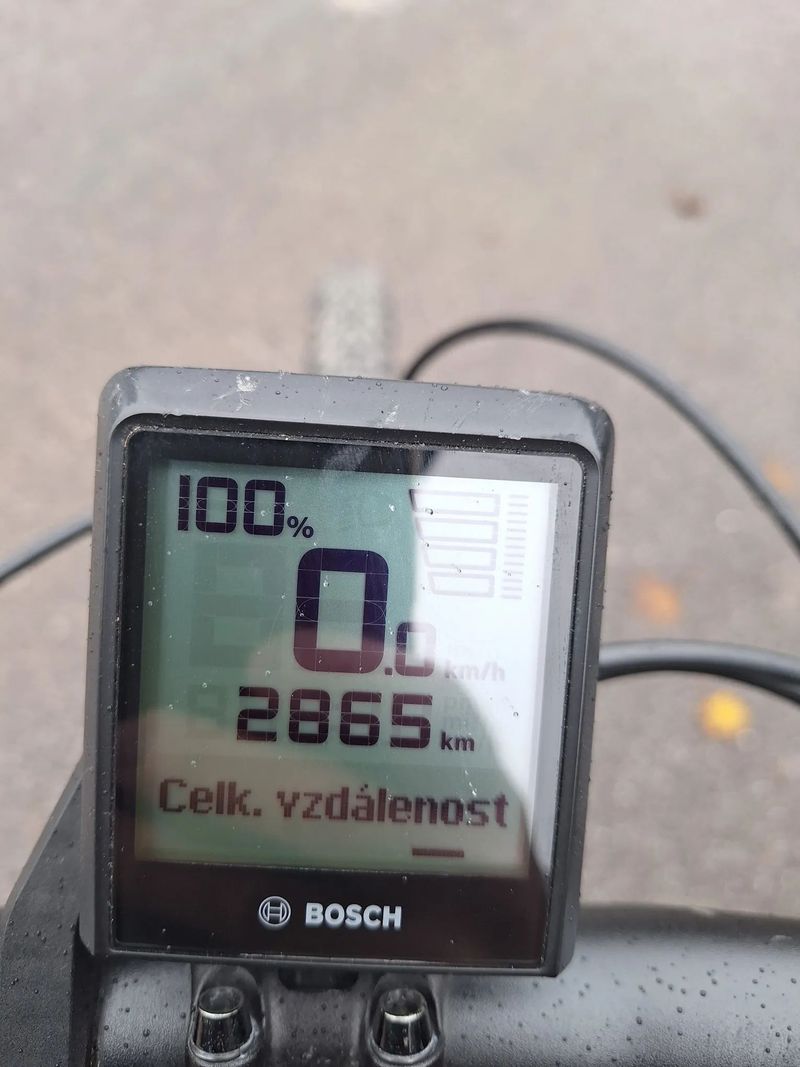 100%
0.0 km/h
2865 km
Celk. vzdálenost
BOSCH